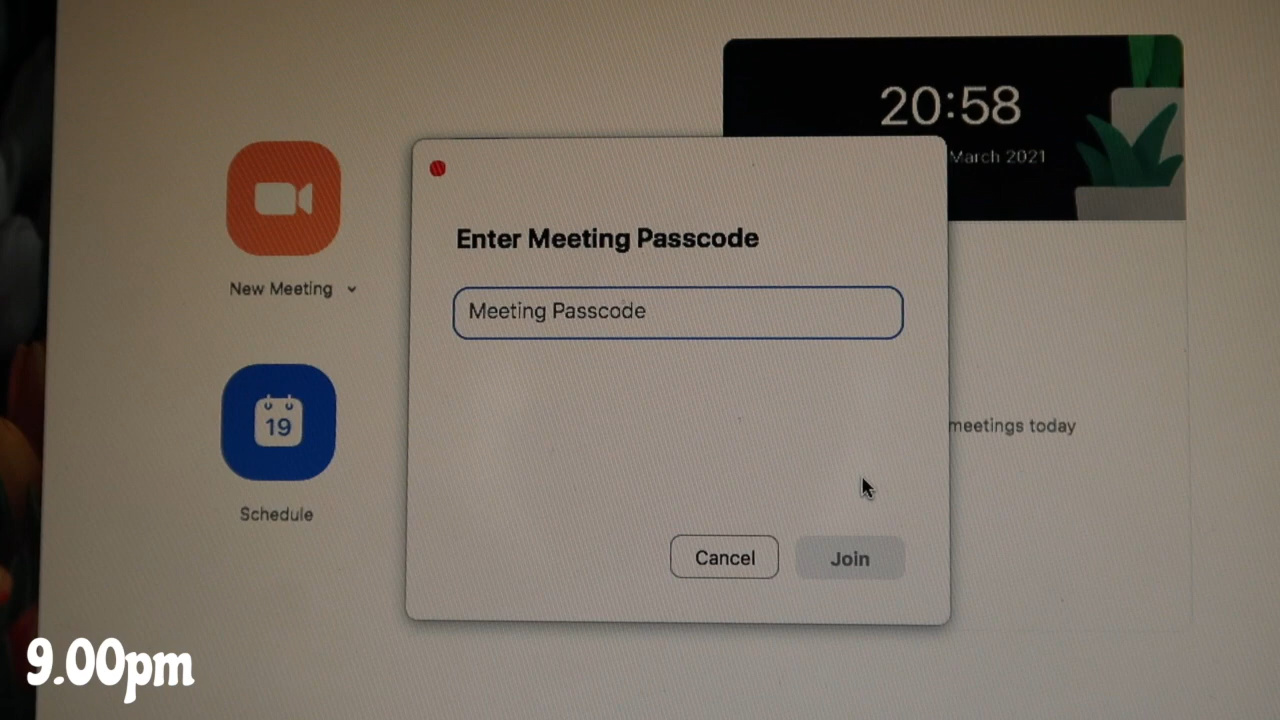 20:58
March 2021
Enter Meeting Passcode
Meeting Passcode
New Meeting
19
Schedule
meetings today
Cancel
Join
9.00pm